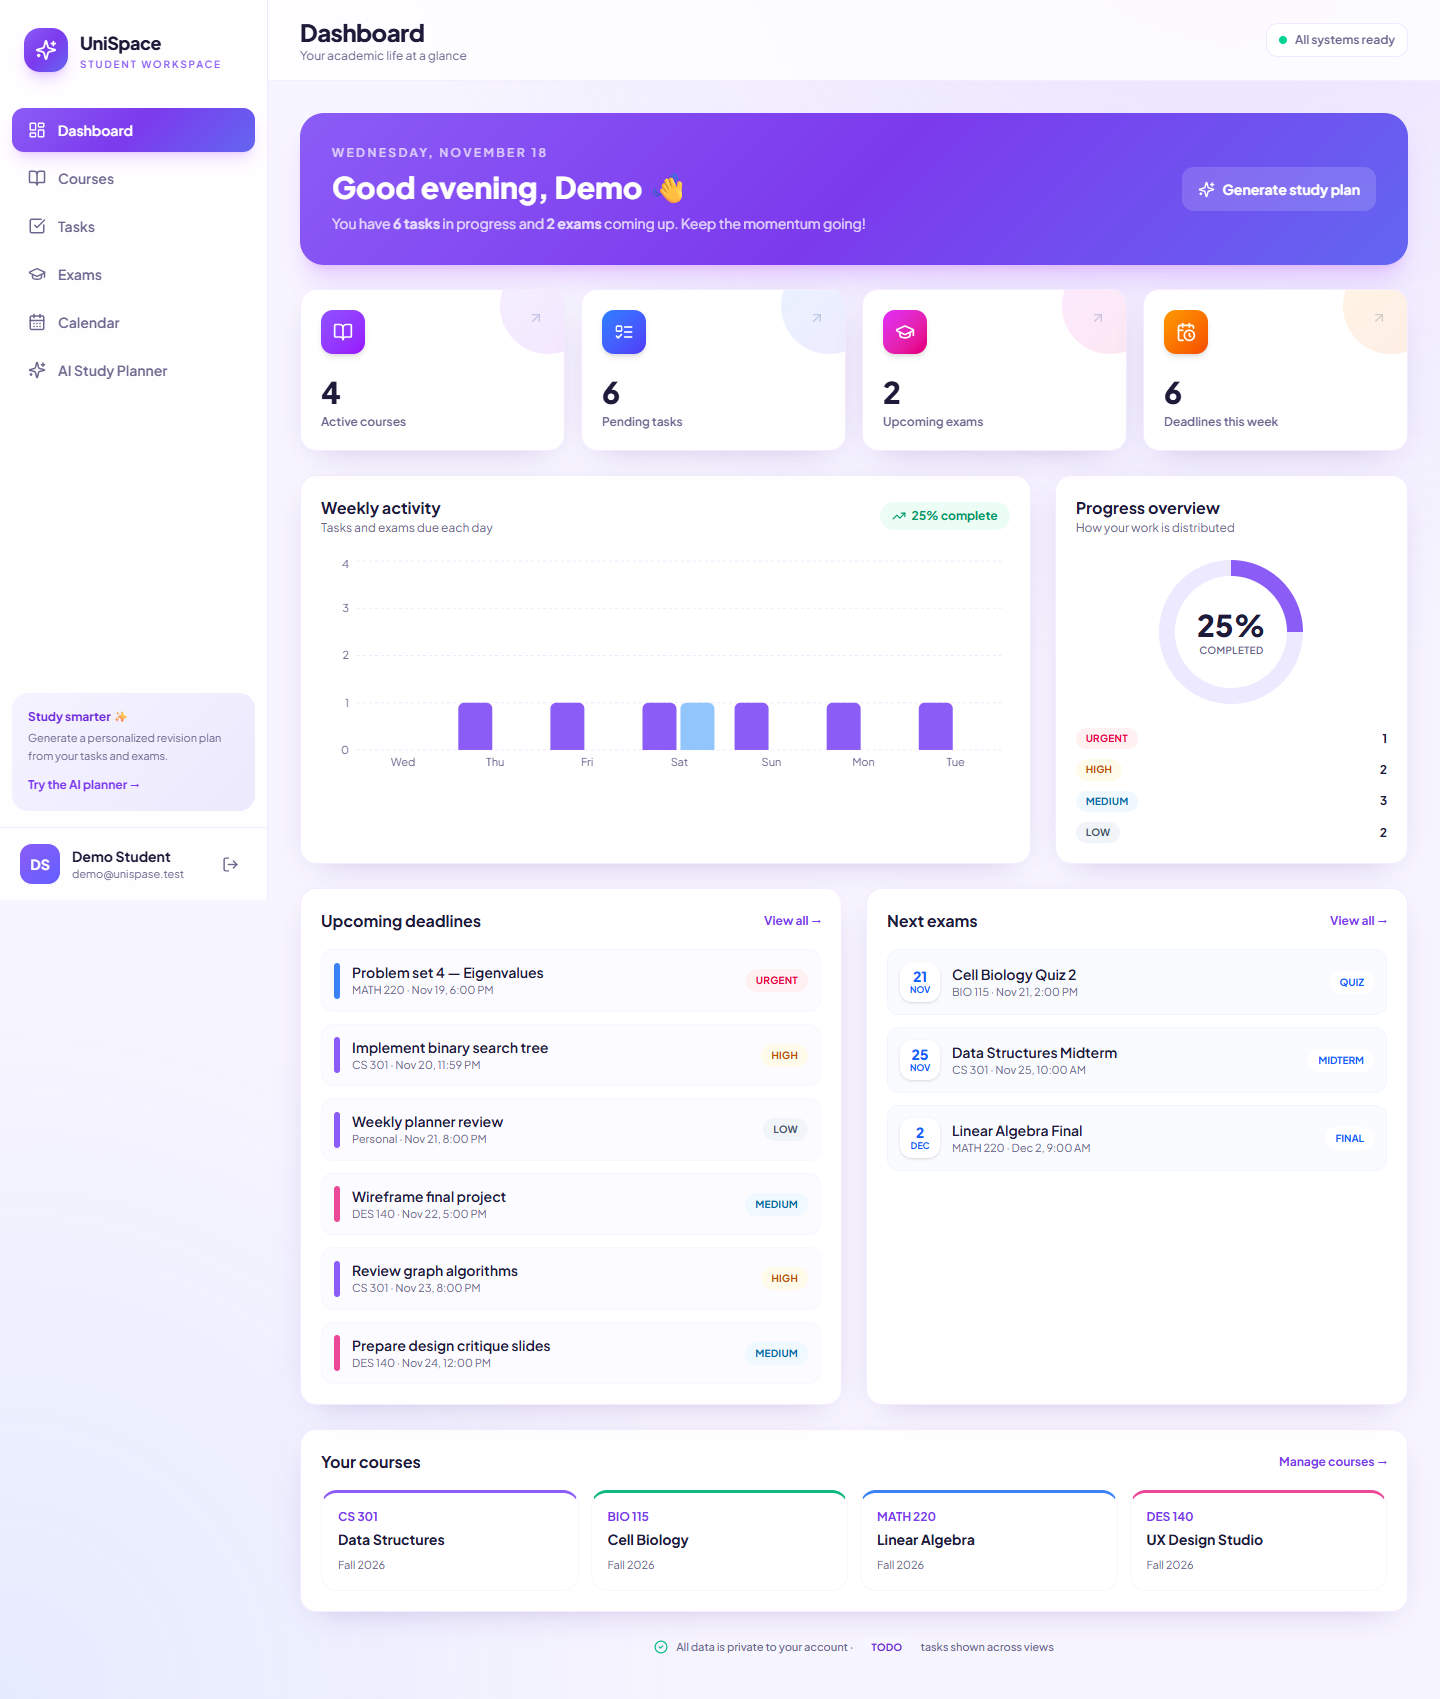 UniSpace
STUDENT WORKSPACE
Dashboard
Courses
Tasks
Exams
Calendar
AI Study Planner
Study smarter ✨
Generate a personalized revision plan
from your tasks and exams.
Try the AI planner →
DS
Demo Student
demo@unispase.test
Dashboard
Your academic life at a glance
All systems ready
WEDNESDAY, NOVEMBER 18
Good evening, Demo 👋
You have 6 tasks in progress and 2 exams coming up. Keep the momentum going!
Generate study plan
4
Active courses
6
Pending tasks
2
Upcoming exams
6
Deadlines this week
Weekly activity
Tasks and exams due each day
25% complete
4
3
2
1
0
Wed Thu Fri Sat Sun Mon Tue
Progress overview
How your work is distributed
25%
COMPLETED
URGENT 1
HIGH 2
MEDIUM 3
LOW 2
Upcoming deadlines
View all →
Problem set 4 — Eigenvalues
MATH 220 · Nov 19, 6:00 PM
URGENT
Implement binary search tree
CS 301 · Nov 20, 11:59 PM
HIGH
Weekly planner review
Personal · Nov 21, 8:00 PM
LOW
Wireframe final project
DES 140 · Nov 22, 5:00 PM
MEDIUM
Review graph algorithms
CS 301 · Nov 23, 8:00 PM
HIGH
Prepare design critique slides
DES 140 · Nov 24, 12:00 PM
MEDIUM
Next exams
View all →
21
NOV
Cell Biology Quiz 2
BIO 115 · Nov 21, 2:00 PM
QUIZ
25
NOV
Data Structures Midterm
CS 301 · Nov 25, 10:00 AM
MIDTERM
2
DEC
Linear Algebra Final
MATH 220 · Dec 2, 9:00 AM
FINAL
Your courses
Manage courses →
CS 301
Data Structures
Fall 2026
BIO 115
Cell Biology
Fall 2026
MATH 220
Linear Algebra
Fall 2026
DES 140
UX Design Studio
Fall 2026
All data is private to your account · TODO tasks shown across views